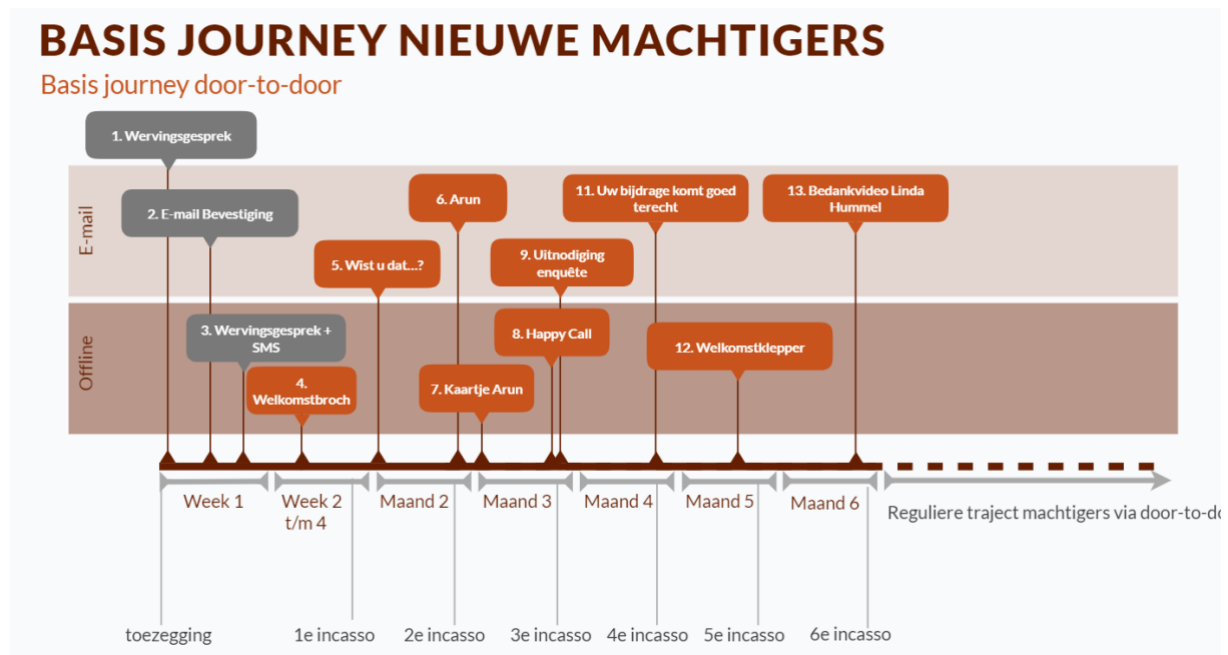 BASIS JOURNEY NIEUWE MACHTIGERS
Basis journey door-to-door
1. Wervingsgesprek
E-mail
2. E-mail Bevestiging
6. Arun
11. Uw bijdrage komt goed
terecht
13. Bedankvideo Linda
Hummel
5. Wist u dat...?
9. Uitnodiging
enquête
Offline
3. Wervingsgesprek +
SMS
8. Happy Call
12. Welkomstklepper
4.
Welkomstbroch
7. Kaartje Arun
Week 1
Week 2
t/m 4
Maand 2
Maand 3
Maand 4
Maand 5
Maand 6
Reguliere traject machtigers via door-to-do
toezegging
1e incasso
2e incasso
3e incasso
4e incasso
5e incasso
6e incasso